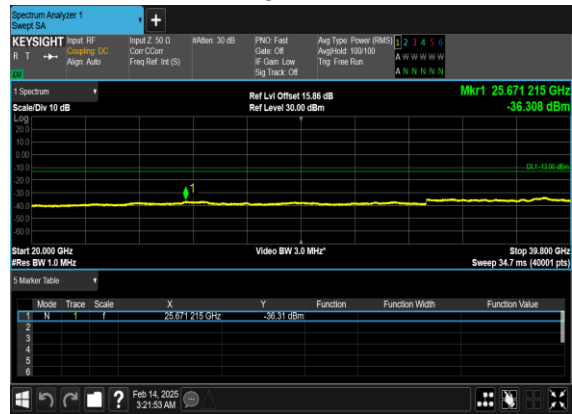 Spectrum Analyzer 1
Swept SA
+
KEYSIGHT Input: RF Input Z: 50 Ω #Atten: 30 dB PNO: Fast Avg Type: Power (RMS) 1 2 3 4 5 6
R T Coupling: DC Corr CCorr Gate: Off Avg|Hold: 100/100 A W W W W W
Align: Auto Freq Ref: Int (S) IF Gain: Low Trig: Free Run
LW Sig Track: Off A N N N N N
1 Spectrum Ref Lvl Offset 15.86 dB Mkr1 25.671 215 GHz
Scale/Div 10 dB Ref Level 30.00 dBm -36.308 dBm
Log
20.0
10.0
0.00
-10.0 DL1 -13.00 dBm
-20.0
1
-30.0
-40.0
-50.0
-60.0
Start 20.000 GHz Video BW 3.0 MHz* Stop 39.800 GHz
#Res BW 1.0 MHz Sweep 34.7 ms (40001 pts)
5 Marker Table
Mode Trace Scale X Y Function Function Width Function Value
1 N 1 f 25.671 215 GHz -36.31 dBm
2
3
4
5
6
? Feb 14, 2025
3:21:53 AM